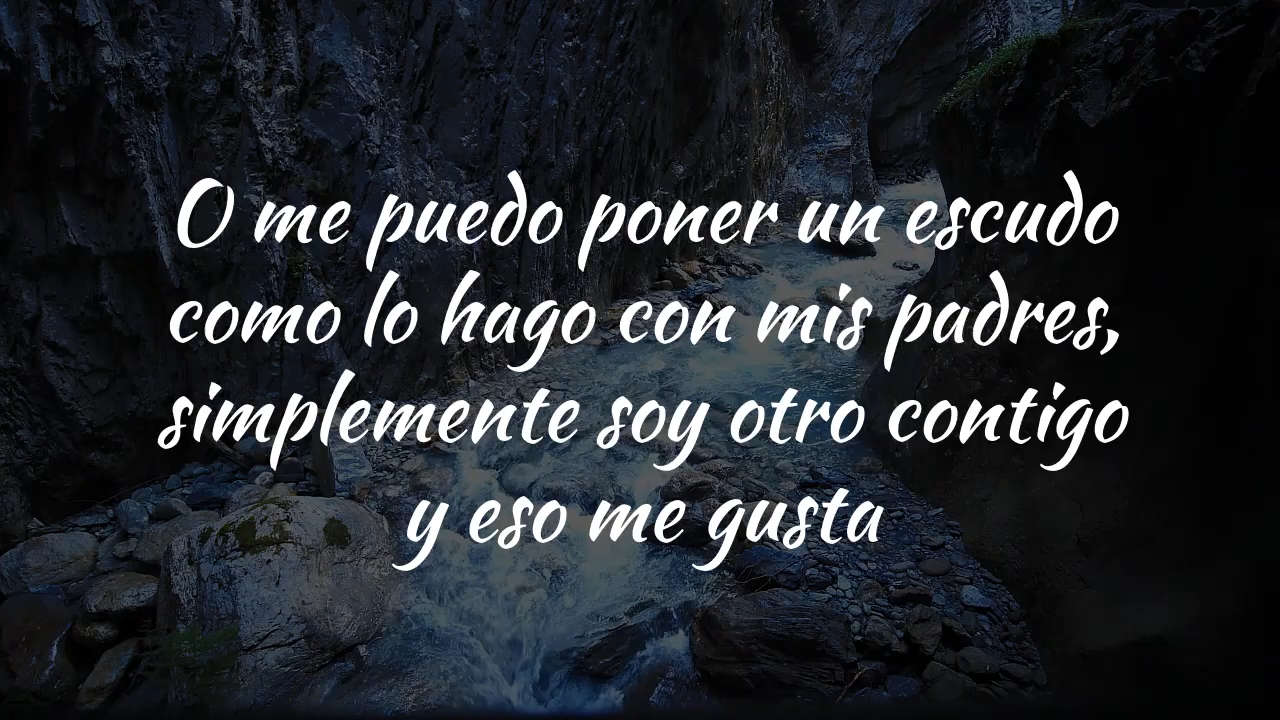 O me puedo poner un escudo
como lo hago con mis padres,
simplemente soy otro contigo
y eso me gusta